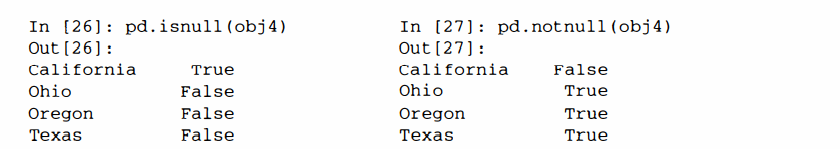 In [26]: pd.isnull(obj4)
Out[26]:
California     True
Ohio          False
Oregon        False
Texas         False
In [27]: pd.notnull(obj4)
Out[27]:
California    False
Ohio           True
Oregon         True
Texas          True